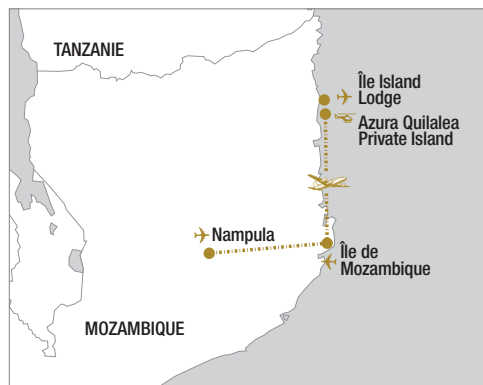 TANZANIE
Île Island
Lodge
Azura Quilalea
Private Island
Nampula
Île de
Mozambique
MOZAMBIQUE